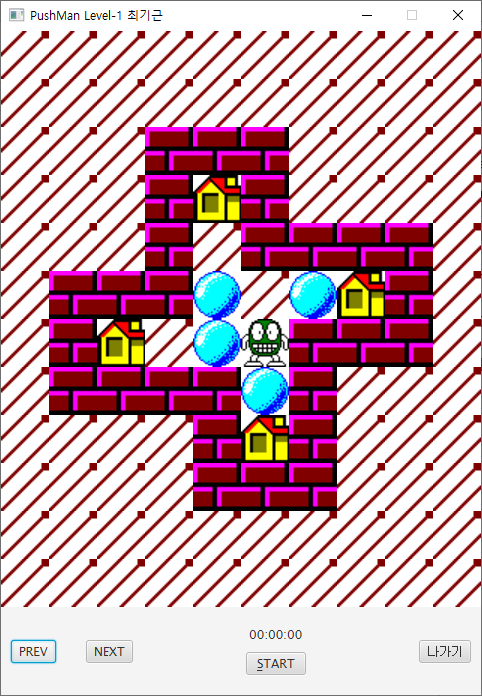 PushMan Level-1 최기근
00:00:00
PREV
NEXT
START
나가기